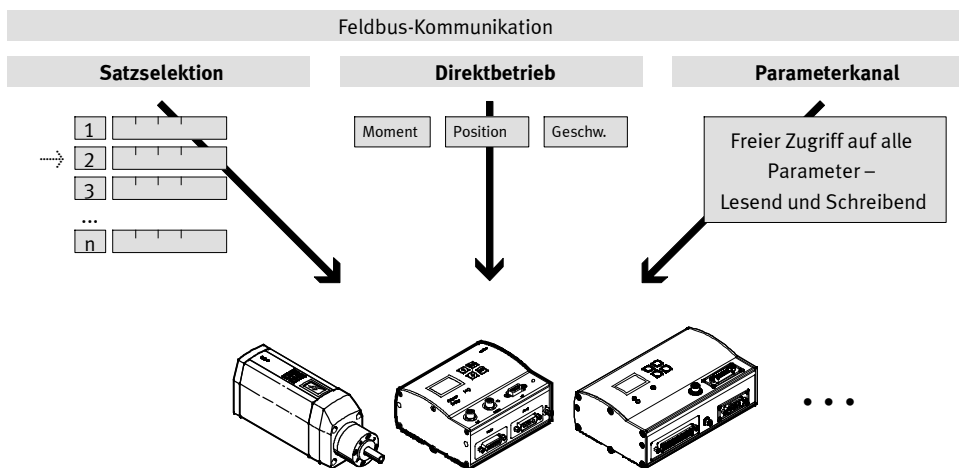 Feldbus-Kommunikation
Satzselektion
Direktbetrieb
Parameterkanal
1
2
3
...
n
Moment
Position
Geschw.
Freier Zugriff auf alle
Parameter –
Lesend und Schreibend